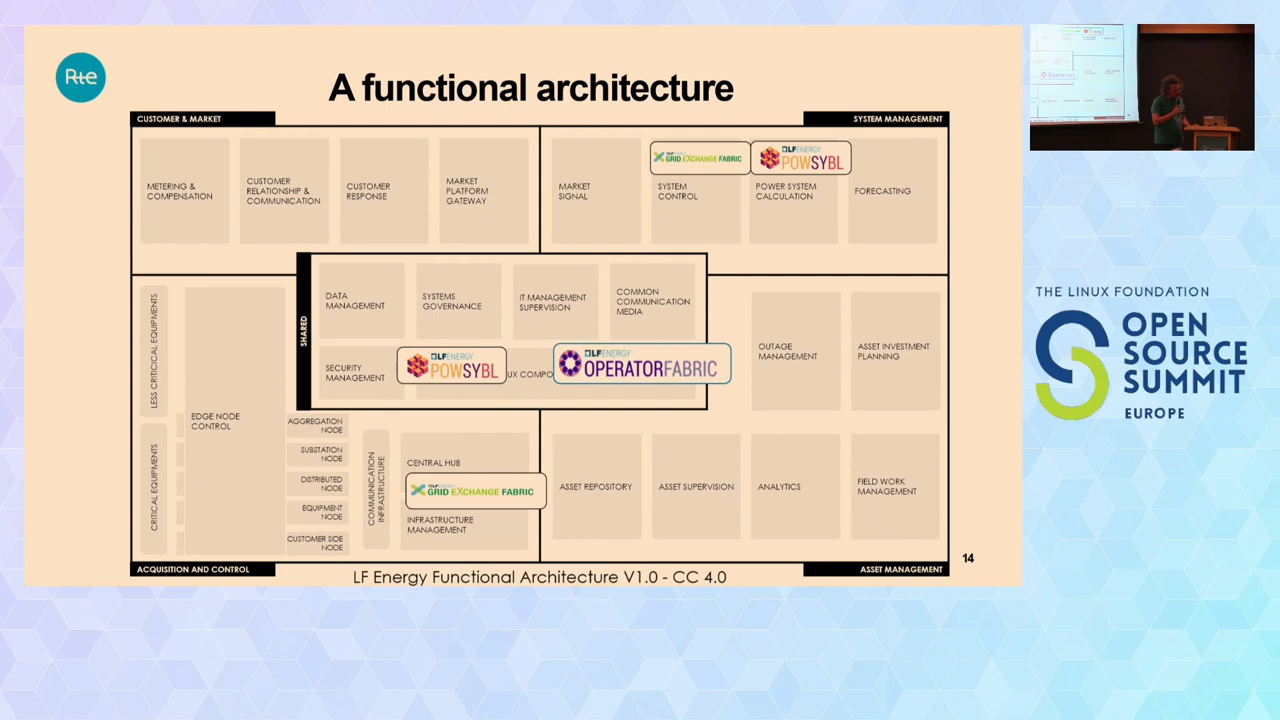 Rte
A functional architecture
CUSTOMER & MARKET
SYSTEM MANAGEMENT
METERING &
COMPENSATION
CUSTOMER
RELATIONSHIP &
COMMUNICATION
CUSTOMER
RESPONSE
MARKET
PLATFORM
GATEWAY
MARKET
SIGNAL
GRID EXCHANGE FABRIC
SYSTEM
CONTROL
LFENERGY
POWSYBL
POWER SYSTEM
CALCULATION
FORECASTING
SHARED
DATA
MANAGEMENT
SYSTEMS
GOVERNANCE
IT MANAGEMENT
SUPERVISION
COMMON
COMMUNICATION
MEDIA
SECURITY
MANAGEMENT
LFENERGY
POWSYBL
UX COMPO
LFENERGY
OPERATORFABRIC
OUTAGE
MANAGEMENT
ASSET INVESTMENT
PLANNING
LESS CRITICAL EQUIPMENTS
CRITICAL EQUIPMENTS
EDGE NODE
CONTROL
AGGREGATION
NODE
SUBSTATION
NODE
DISTRIBUTED
NODE
EQUIPMENT
NODE
CUSTOMER SIDE
NODE
COMMUNICATION
INFRASTRUCTURE
CENTRAL HUB
GRID EXCHANGE FABRIC
INFRASTRUCTURE
MANAGEMENT
ASSET REPOSITORY
ASSET SUPERVISION
ANALYTICS
FIELD WORK
MANAGEMENT
ACQUISITION AND CONTROL
ASSET MANAGEMENT
14
LF Energy Functional Architecture V1.0 - CC 4.0
THE LINUX FOUNDATION
OPEN
SOURCE
SUMMIT
EUROPE